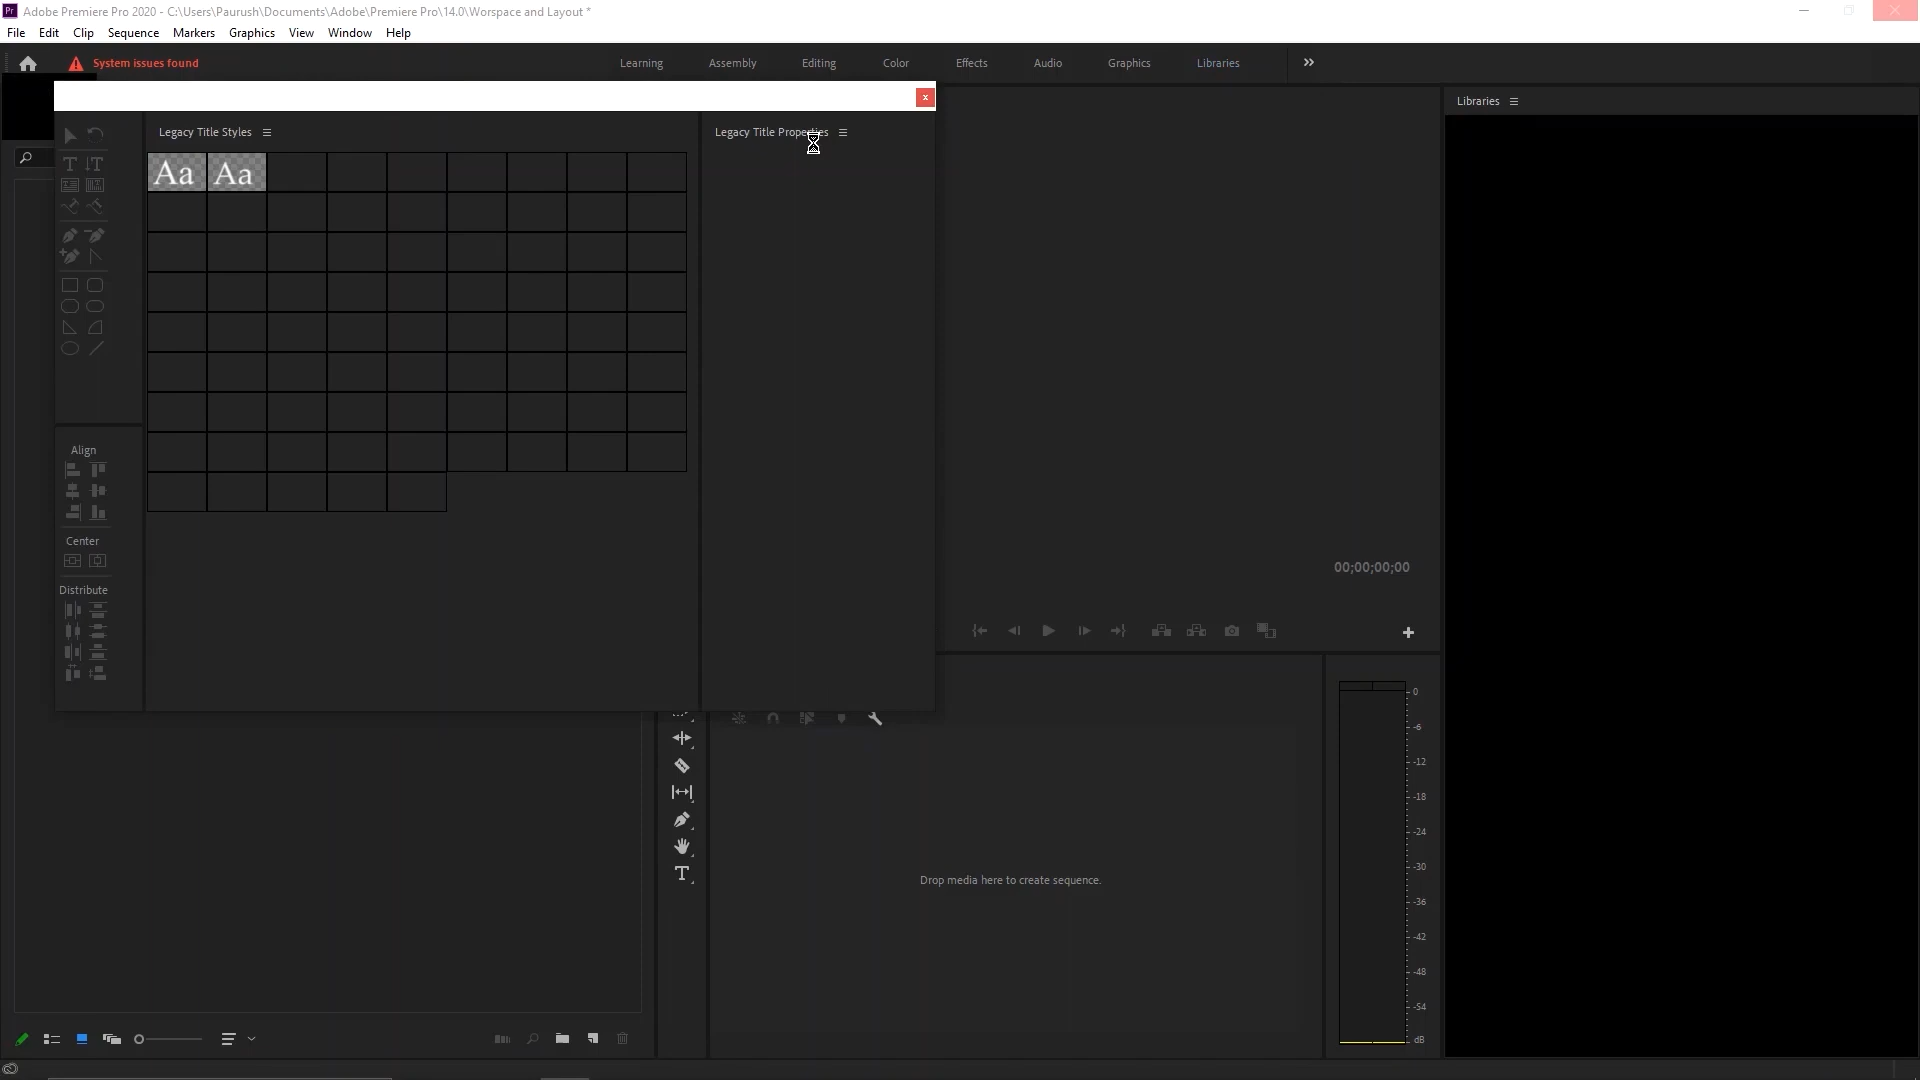 Pr Adobe Premiere Pro 2020 - C:\Users\Paurush\Documents\Adobe\Premiere Pro\14.0\Worspace and Layout *
File Edit Clip Sequence Markers Graphics View Window Help
System issues found Learning Assembly Editing Color Effects Audio Graphics Libraries
Libraries
Legacy Title Styles Legacy Title Properties
Aa Aa
Align
Center
Distribute
00;00;00;00
0
-6
-12
-18
-24
-30
-36
-42
-48
-54
dB
Drop media here to create sequence.